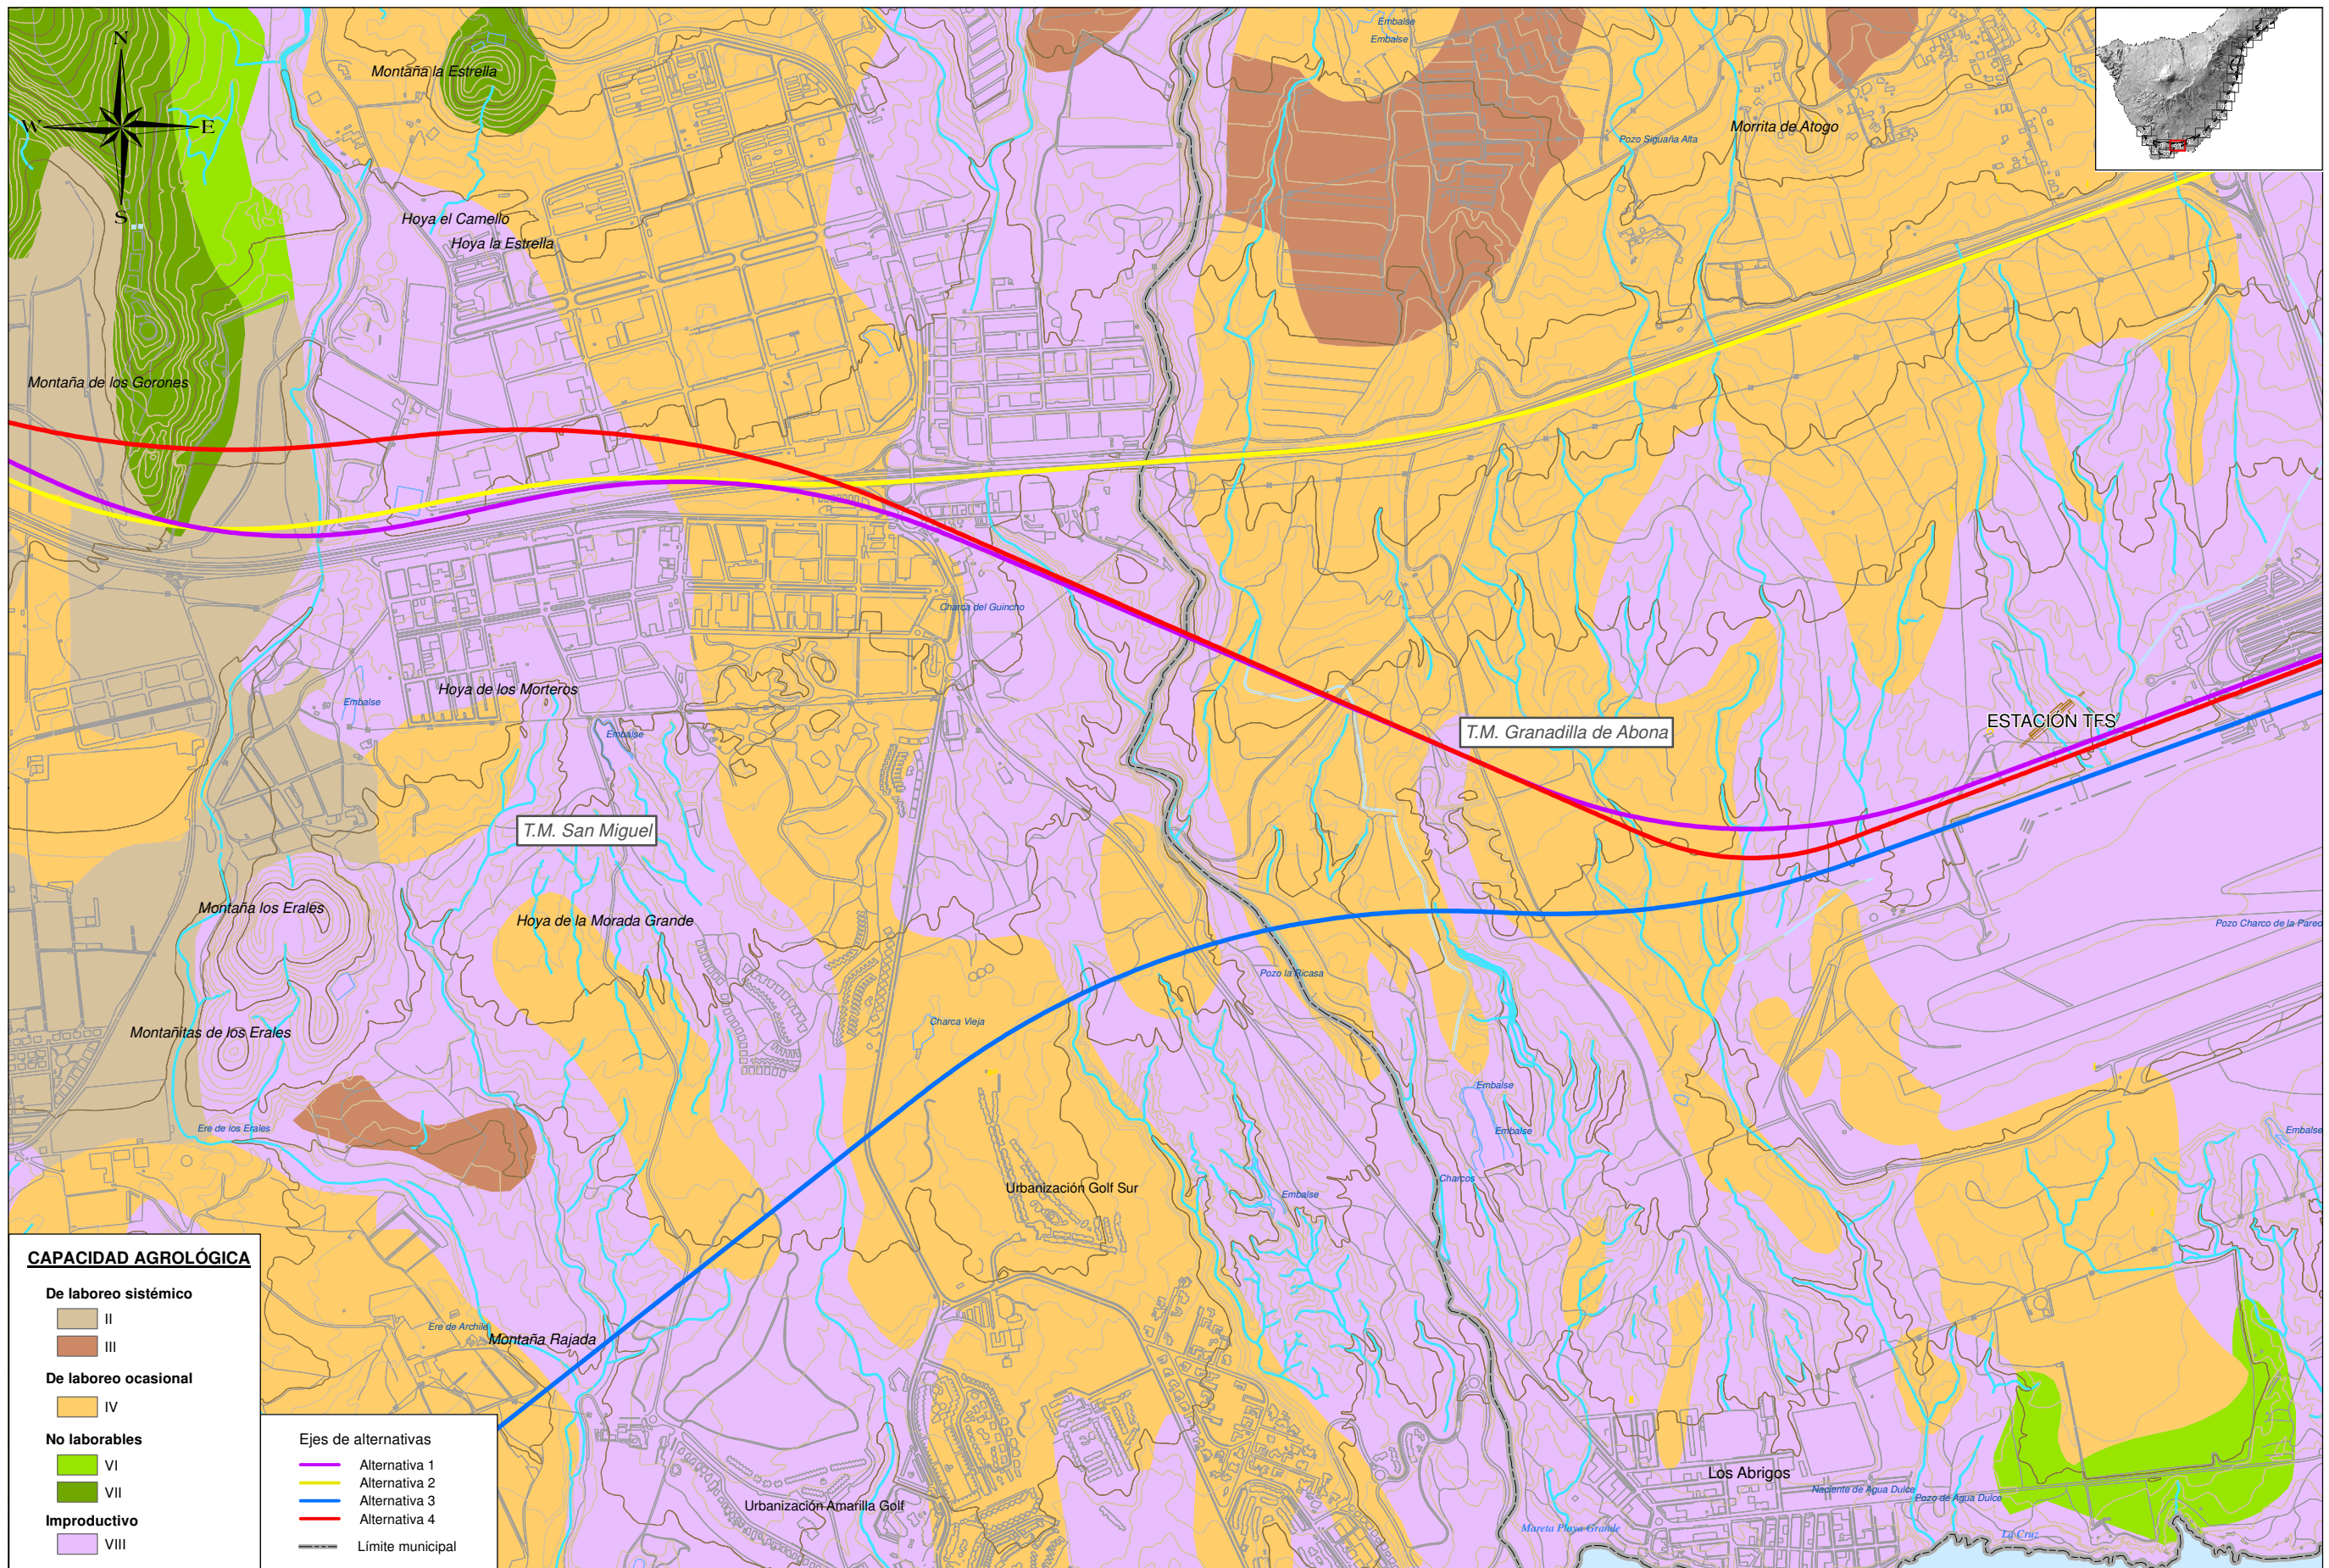 N
W
E
S
Montaña la Estrella
Embalse
Embalse
Morrita de Atogo
Pozo Siguaña Alta
Hoya el Camello
Hoya la Estrella
Montaña de los Gorones
Charca del Guincho
Hoya de los Morteros
Embalse
Embalse
ESTACIÓN TFS
T.M. Granadilla de Abona
T.M. San Miguel
Montaña los Erales
Hoya de la Morada Grande
Pozo Charco de la Pared
Pozo la Ricasa
Charca Vieja
Montañitas de los Erales
Embalse
Ere de los Erales
Embalse
Embalse
Charcos
Urbanización Golf Sur
Embalse
Ere de Archile
Montaña Rajada
Los Abrigos
Naciente de Agua Dulce
Pozo de Agua Dulce
Urbanización Amarilla Golf
Mareta Playa Grande
La Cruz
CAPACIDAD AGROLÓGICA
De laboreo sistémico
II
III
De laboreo ocasional
IV
No laborables
VI
VII
Improductivo
VIII
Ejes de alternativas
Alternativa 1
Alternativa 2
Alternativa 3
Alternativa 4
Límite municipal